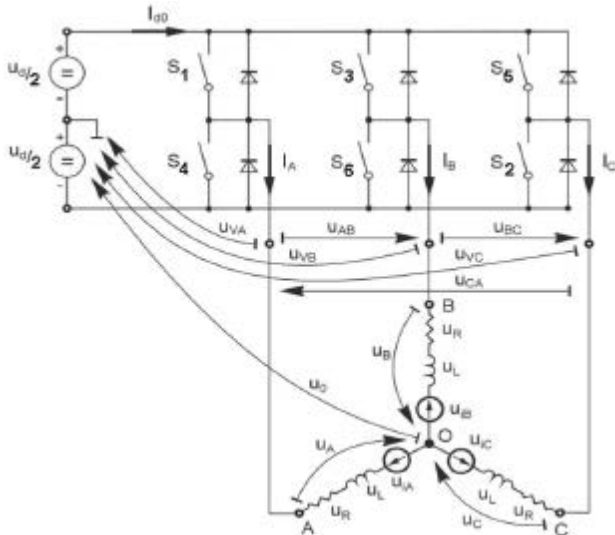 I_d0
+
u_d/2
=
-
S_1
S_3
S_5
+
u_d/2
=
-
S_4
I_A
S_6
I_B
S_2
I_C
u_VA
u_AB
u_BC
u_VB
u_VC
u_CA
B
u_R
u_B
u_L
u_0
u_iB
O
u_A
u_iC
u_iA
u_L
u_L
u_R
u_R
u_C
A
C